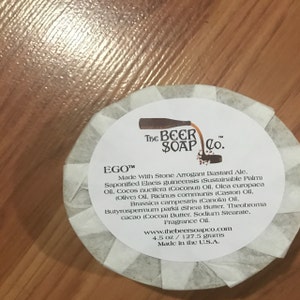 THE BEER
SOAP CO.™
EGO™
Made With Stone Arrogant Bastard Ale,
Saponified Elaeis guineensis (Sustainable Palm
Oil, Cocos nucifera (Coconut) Oil, Olea europaca
(Olive) Oil, Ricinus communis (Castor) Oil,
Brassica campestris (Canola) Oil,
Butyrospermum parkii (Shea Butter, Theobroma
cacao (Cocoa Butter, Sodium Stearate,
Fragrance Oil.
www.thebeersoapco.com
4.5 oz / 127.5 grams
Made in the U.S.A.